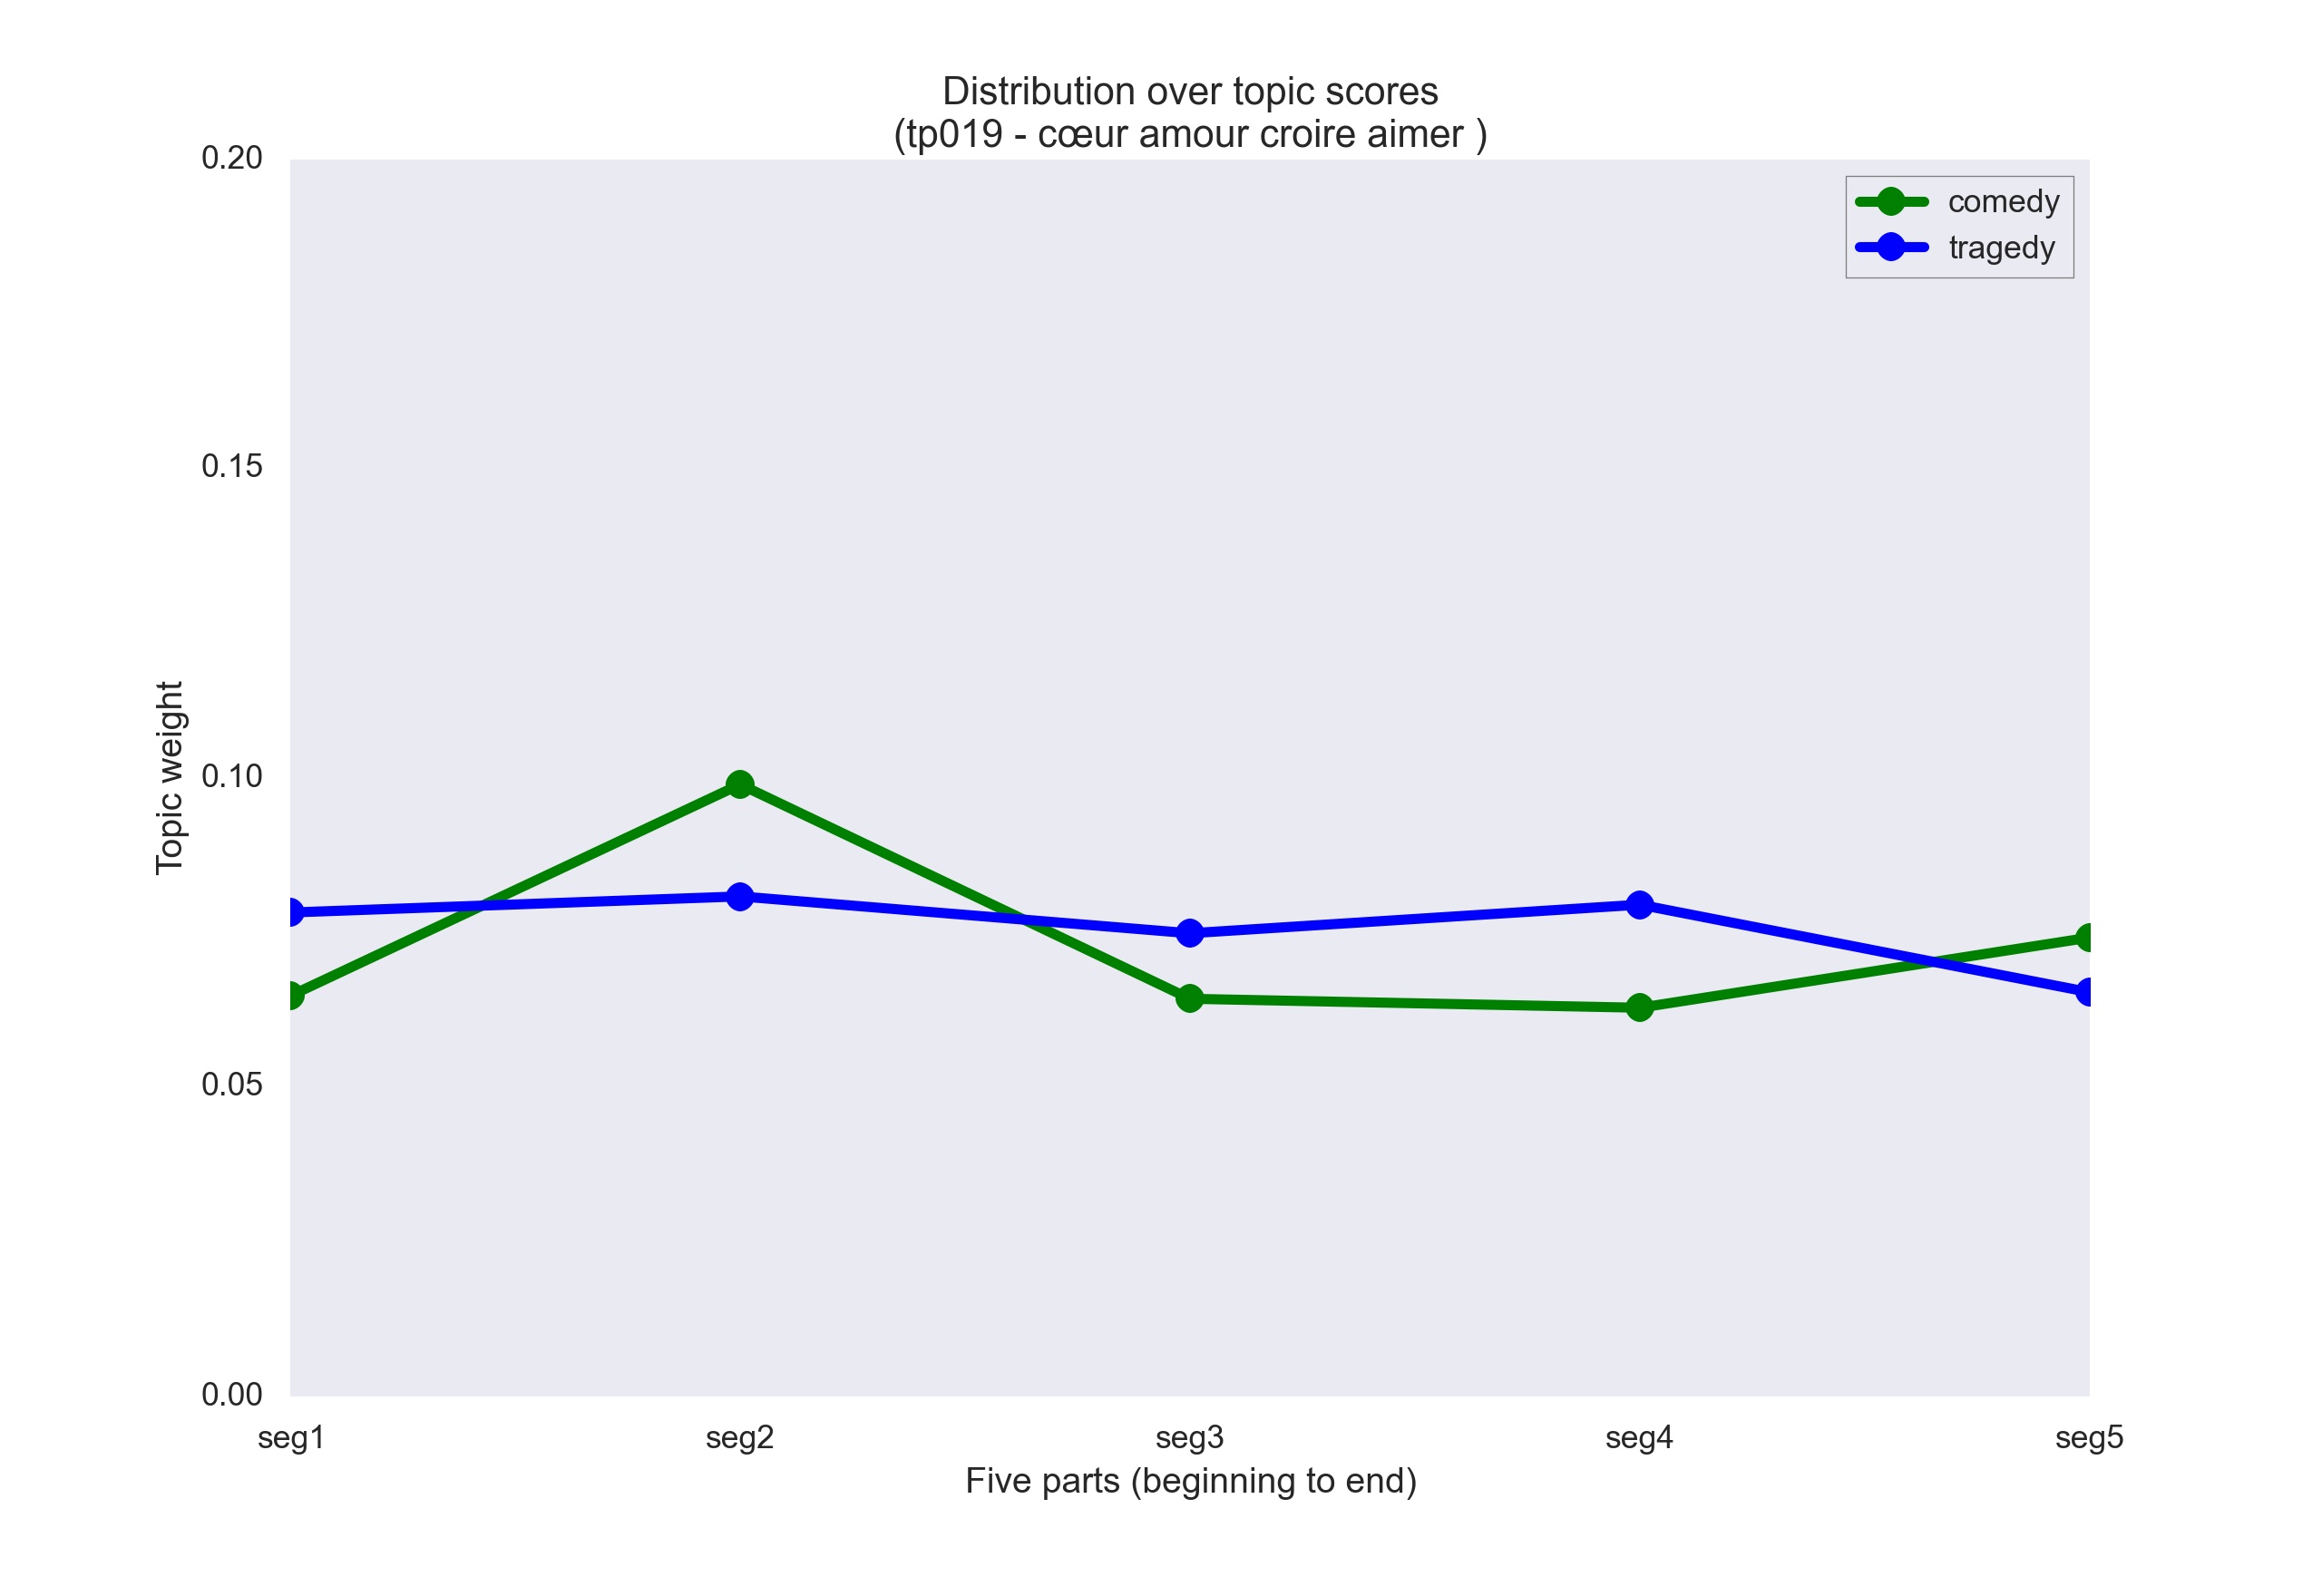 Distribution over topic scores
(tp019 - cœur amour croire aimer )
comedy
tragedy
0.20
0.15
0.10
0.05
0.00
Topic weight
seg1 seg2 seg3 seg4 seg5
Five parts (beginning to end)